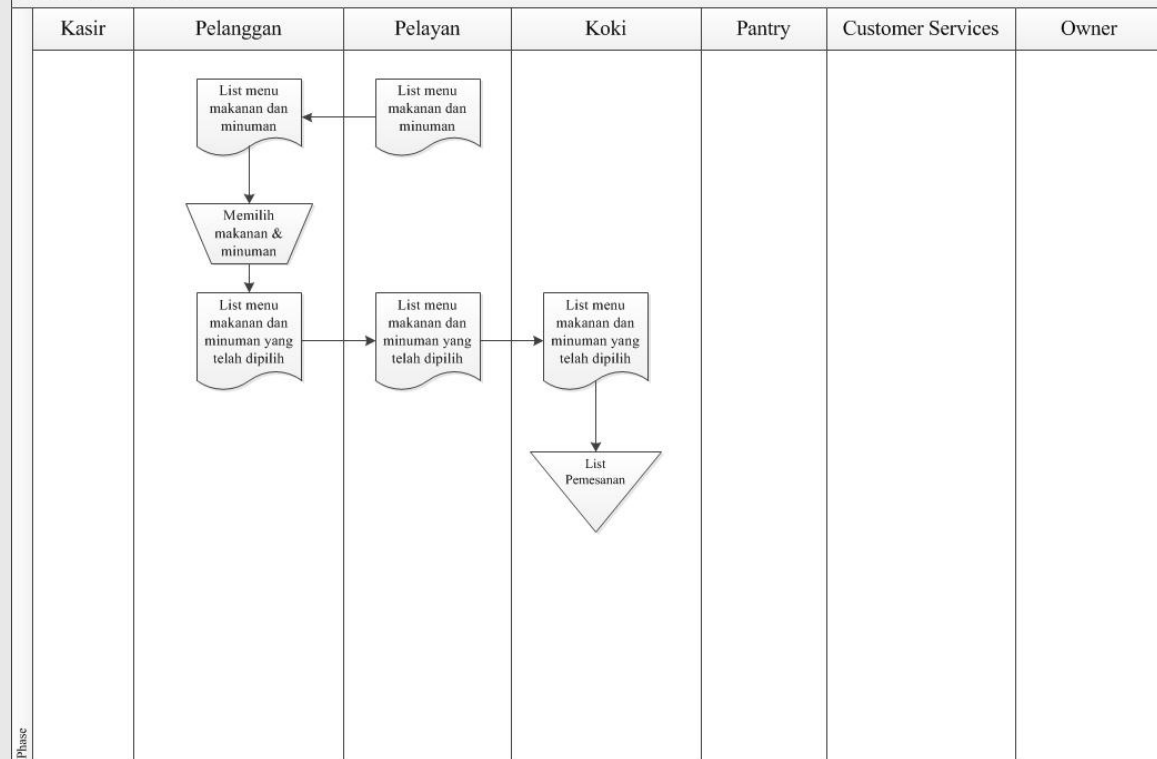 Kasir
Pelanggan
Pelayan
Koki
Pantry
Customer Services
Owner
List menu
makanan dan
minuman
List menu
makanan dan
minuman
Memilih
makanan &
minuman
List menu
makanan dan
minuman yang
telah dipilih
List menu
makanan dan
minuman yang
telah dipilih
List menu
makanan dan
minuman yang
telah dipilih
List
Pemesanan
Phase